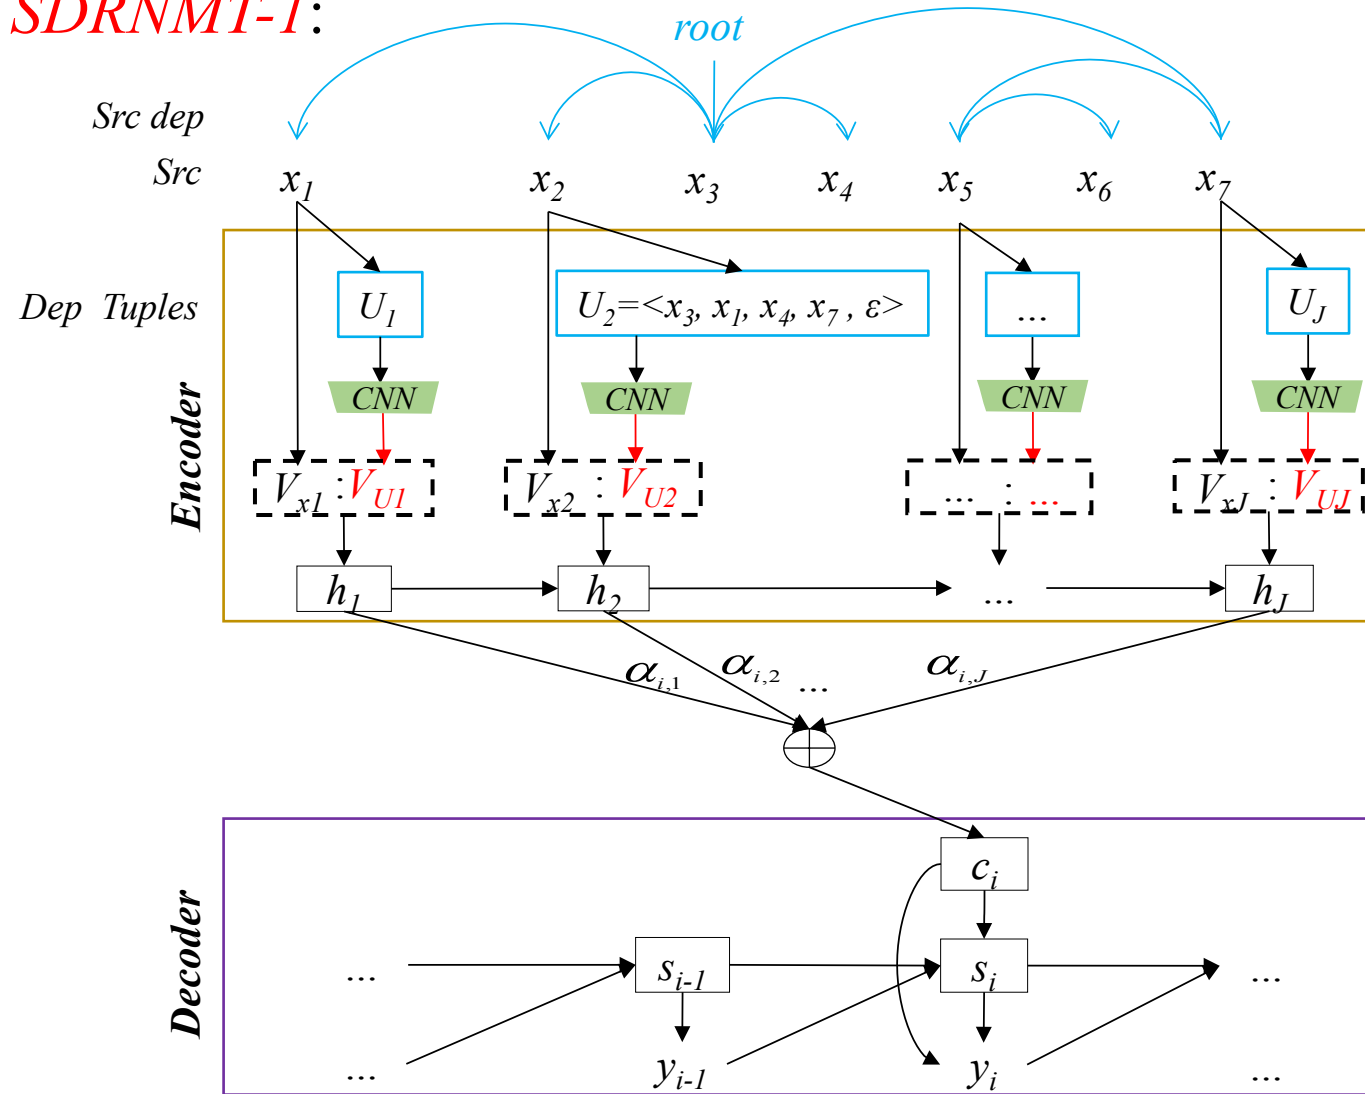 SDRNMT-1:
root
Src dep
Src x1 x2 x3 x4 x5 x6 x7
Dep Tuples U1 U2=<x3, x1, x4, x7 , ε> ... UJ
CNN CNN CNN CNN
Encoder
Vx1 : VU1 Vx2 : VU2 ... : ... VxJ : VUJ
h1 h2 ... hJ
αi,1 αi,2 ... αi,J
ci
Decoder
... si-1 si ...
... yi-1 yi ...